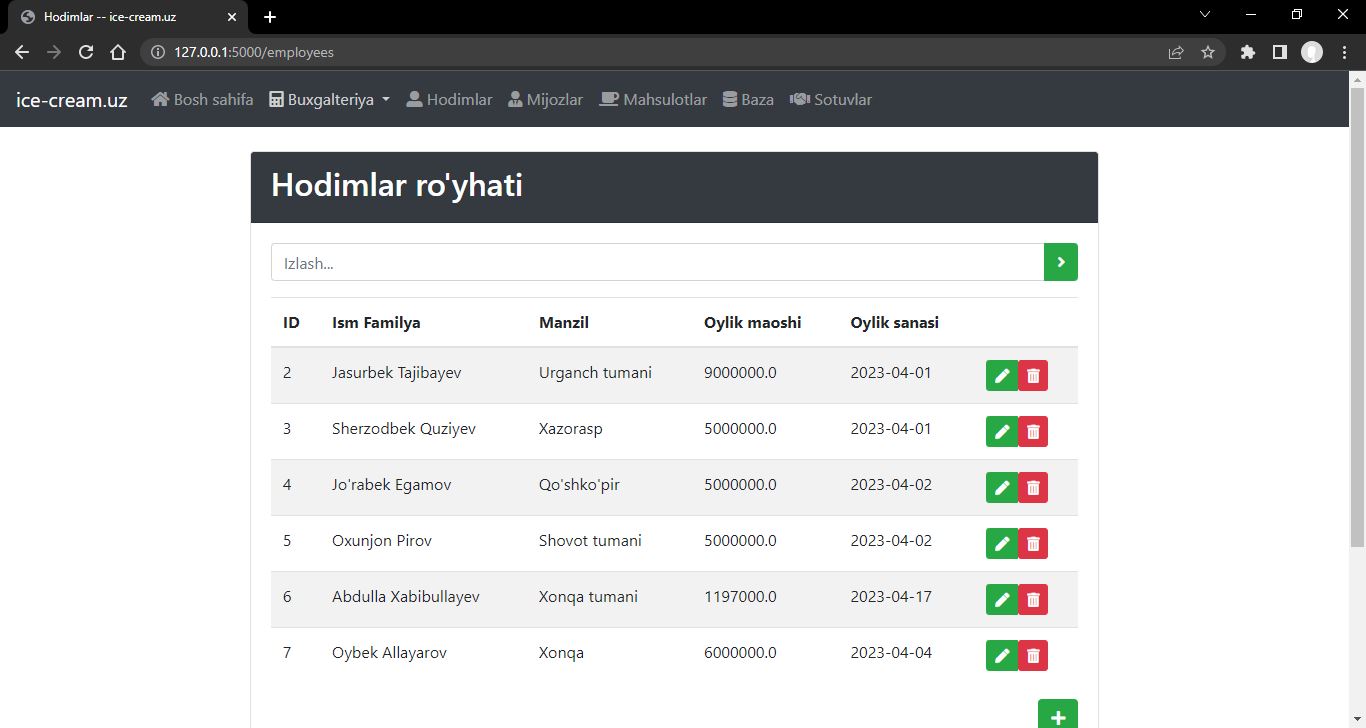 Hodimlar -- ice-cream.uz
127.0.0.1:5000/employees
ice-cream.uz Bosh sahifa Buxgalteriya Hodimlar Mijozlar Mahsulotlar Baza Sotuvlar
Hodimlar ro'yhati
Izlash...
ID Ism Familya Manzil Oylik maoshi Oylik sanasi
2 Jasurbek Tajibayev Urganch tumani 9000000.0 2023-04-01
3 Sherzodbek Quziyev Xazorasp 5000000.0 2023-04-01
4 Jo'rabek Egamov Qo'shko'pir 5000000.0 2023-04-02
5 Oxunjon Pirov Shovot tumani 5000000.0 2023-04-02
6 Abdulla Xabibullayev Xonqa tumani 1197000.0 2023-04-17
7 Oybek Allayarov Xonqa 6000000.0 2023-04-04